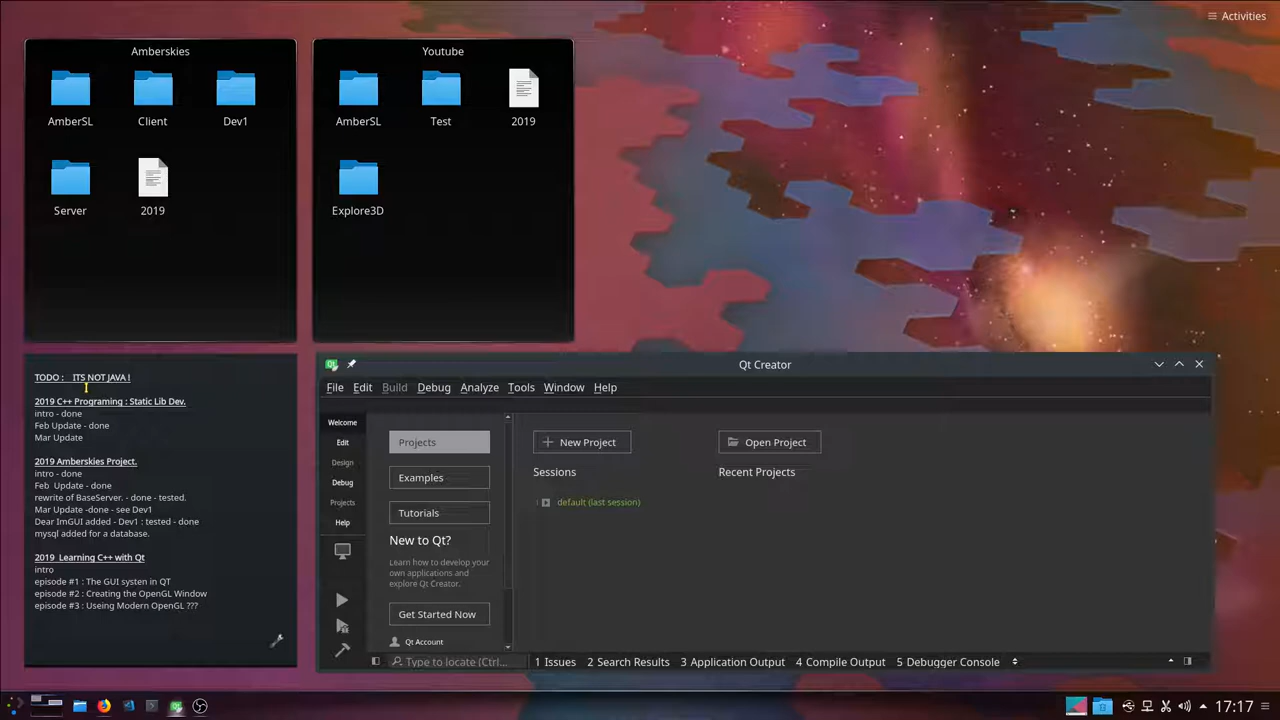 Activities
Amberskies
AmberSL
Client
Dev1
Server
2019
Youtube
AmberSL
Test
2019
Explore3D
TODO :   ITS NOT JAVA !
2019 C++ Programing : Static Lib Dev.
intro - done
Feb Update - done
Mar Update
2019 Amberskies Project.
intro - done
Feb  Update - done
rewrite of BaseServer. - done - tested.
Mar Update -done - see Dev1
Dear ImGUI added - Dev1 : tested - done
mysql added for a database.
2019  Learning C++ with Qt
intro
episode #1 : The GUI systen in QT
episode #2 : Creating the OpenGL Window
episode #3 : Useing Modern OpenGL ???
Qt Creator
File Edit Build Debug Analyze Tools Window Help
Welcome
Edit
Design
Debug
Projects
Help
Projects
Examples
Tutorials
New to Qt?
Learn how to develop your
own applications and
explore Qt Creator.
Get Started Now
Qt Account
New Project
Open Project
Sessions
Recent Projects
1 default (last session)
Type to locate (Ctrl...
1 Issues 2 Search Results 3 Application Output 4 Compile Output 5 Debugger Console
17:17